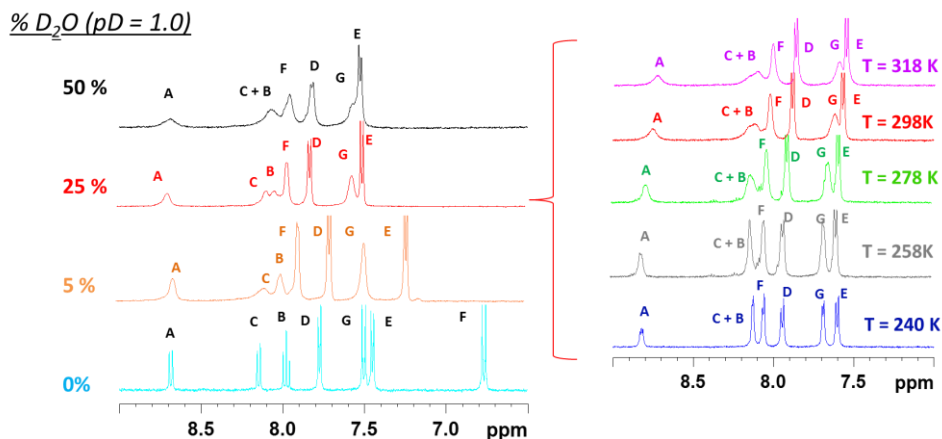 % D2O (pD = 1.0)
50 %
A
C + B
F
D
G
E
25 %
A
C
B
F
D
G
E
5 %
A
C
B
F
D
G
E
0%
A
C
B
D
G
E
F
8.5 8.0 7.5 7.0 ppm
A
C + B
F
D
G
E
T = 318 K
A
C + B
F
D
G
E
T = 298K
A
C + B
F
D
G
E
T = 278 K
A
C + B
F
D
G
E
T = 258K
A
C + B
F
D
G
E
T = 240 K
8.5 8.0 7.5 ppm